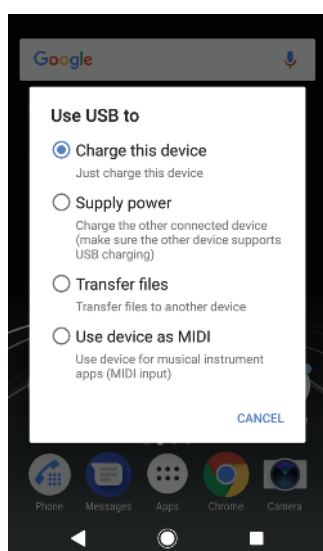 Google
Use USB to
Charge this device
Just charge this device
Supply power
Charge the other connected device
(make sure the other device supports
USB charging)
Transfer files
Transfer files to another device
Use device as MIDI
Use device for musical instrument
apps (MIDI input)
CANCEL
Phone Messages Apps Chrome Camera